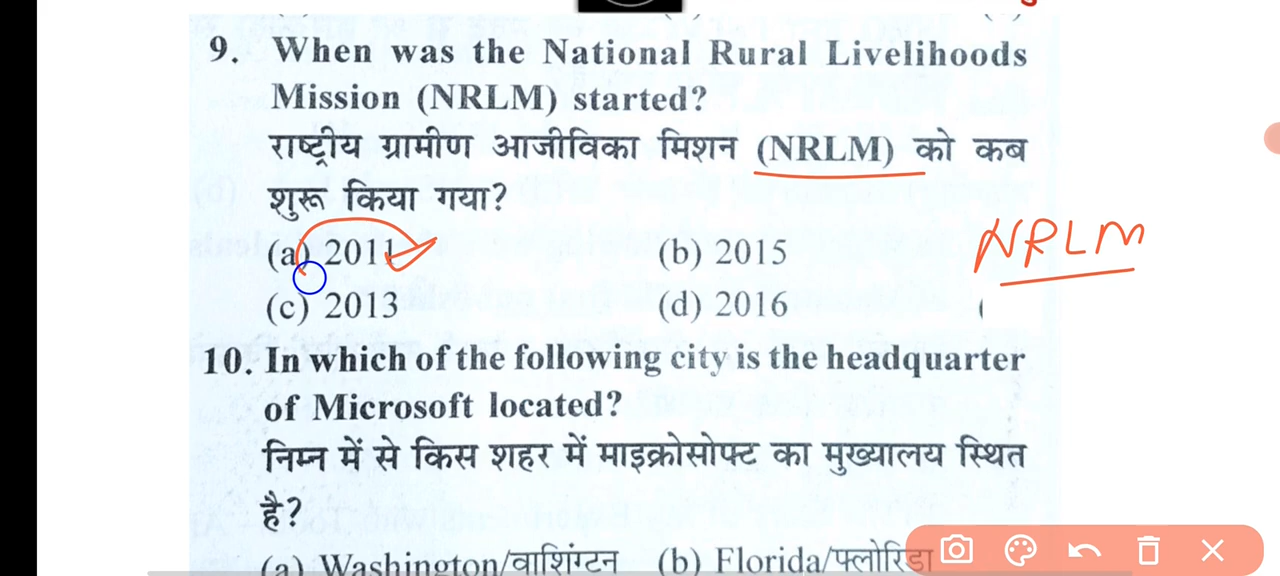 9. When was the National Rural Livelihoods
Mission (NRLM) started?
राष्ट्रीय ग्रामीण आजीविका मिशन (NRLM) को कब
शुरू किया गया?
(a) 2011 (b) 2015
NRLM
(c) 2013 (d) 2016
10. In which of the following city is the headquarter
of Microsoft located?
निम्न में से किस शहर में माइक्रोसोफ्ट का मुख्यालय स्थित
है?
(a) Washington/वाशिंग्टन (b) Florida/फ्लोरिडा